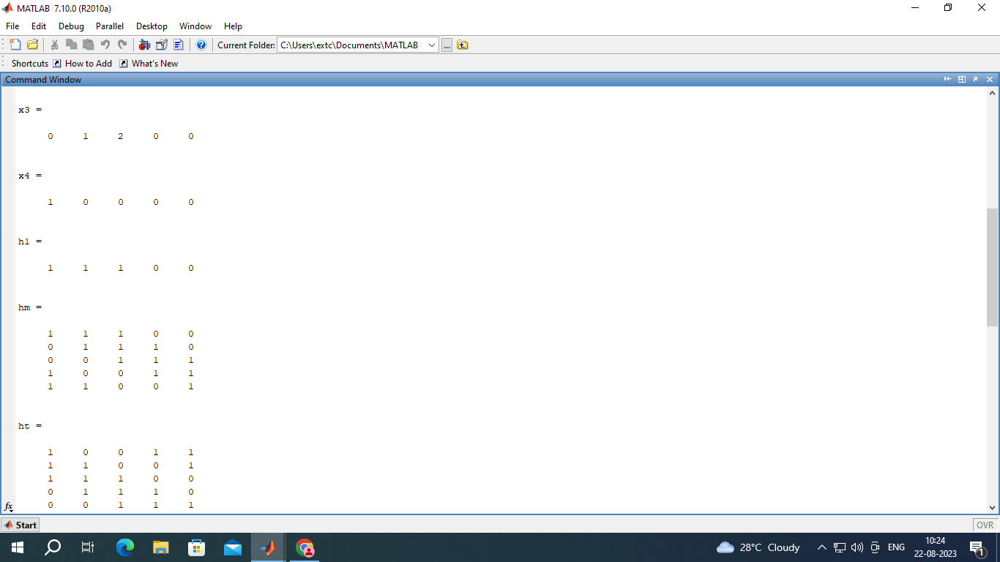 MATLAB 7.10.0 (R2010a)
File Edit Debug Parallel Desktop Window Help
Current Folder: C:\Users\extc\Documents\MATLAB ...
Shortcuts How to Add What's New
Command Window
x3 =
0 1 2 0 0
x4 =
1 0 0 0 0
h1 =
1 1 1 0 0
hm =
1 1 1 0 0
0 1 1 1 0
0 0 1 1 1
1 0 0 1 1
1 1 0 0 1
ht =
1 0 0 1 1
1 1 0 0 1
1 1 1 0 0
0 1 1 1 0
0 0 1 1 1
fx
Start
OVR
28°C Cloudy
ENG
10:24
22-08-2023
1